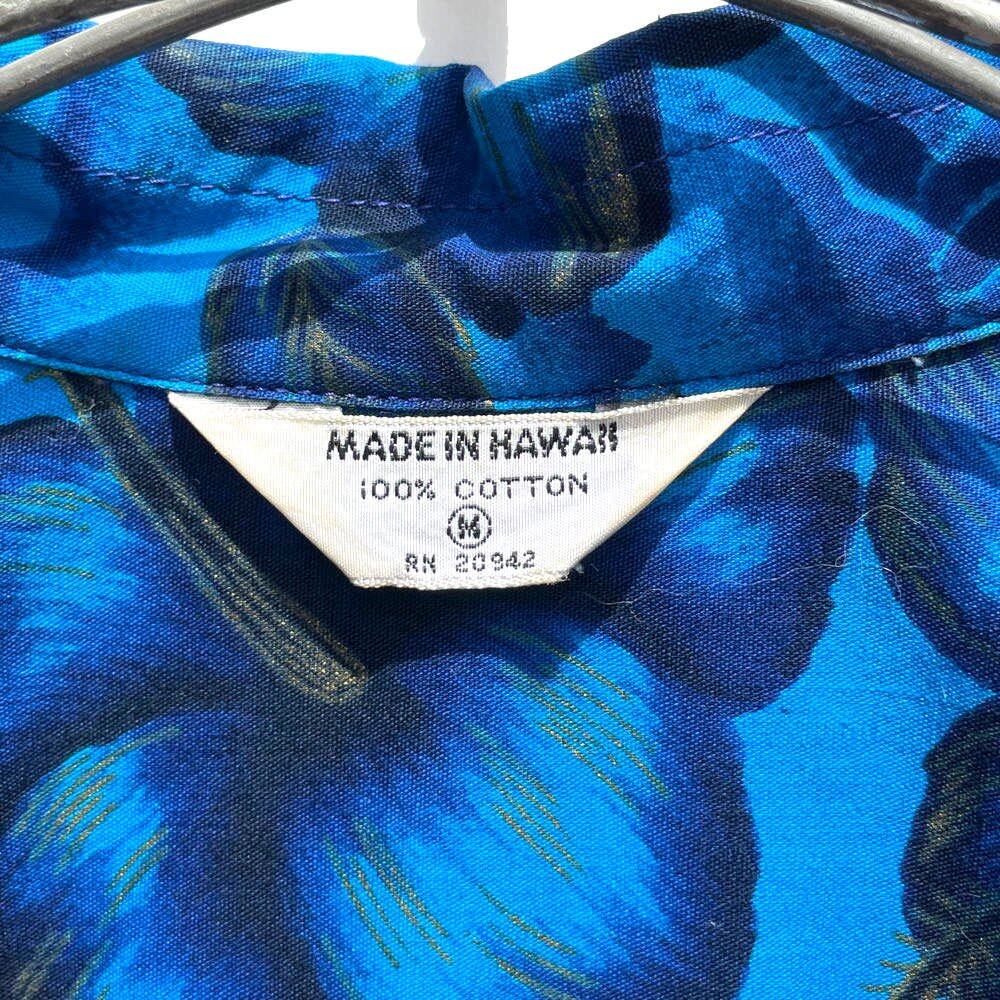 MADE IN HAWAII
100% COTTON
M
RN 20942